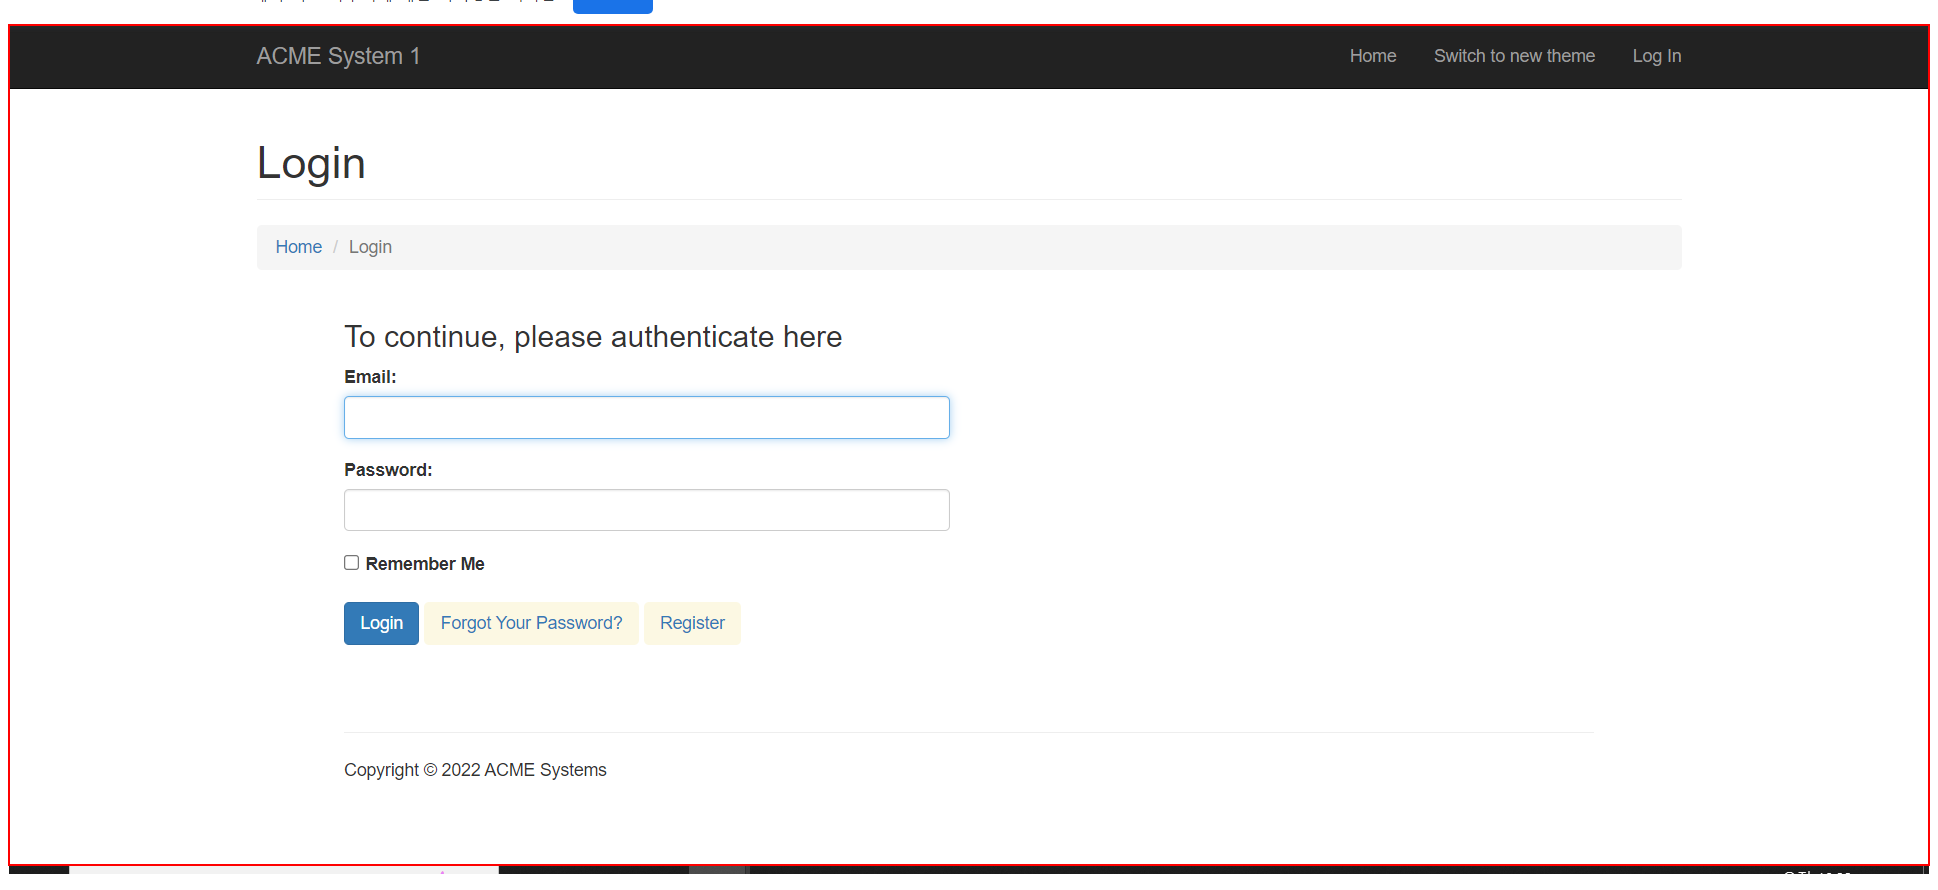 ACME System 1
Home Switch to new theme Log In
Login
Home / Login
To continue, please authenticate here
Email:
Password:
Remember Me
Login Forgot Your Password? Register
Copyright © 2022 ACME Systems